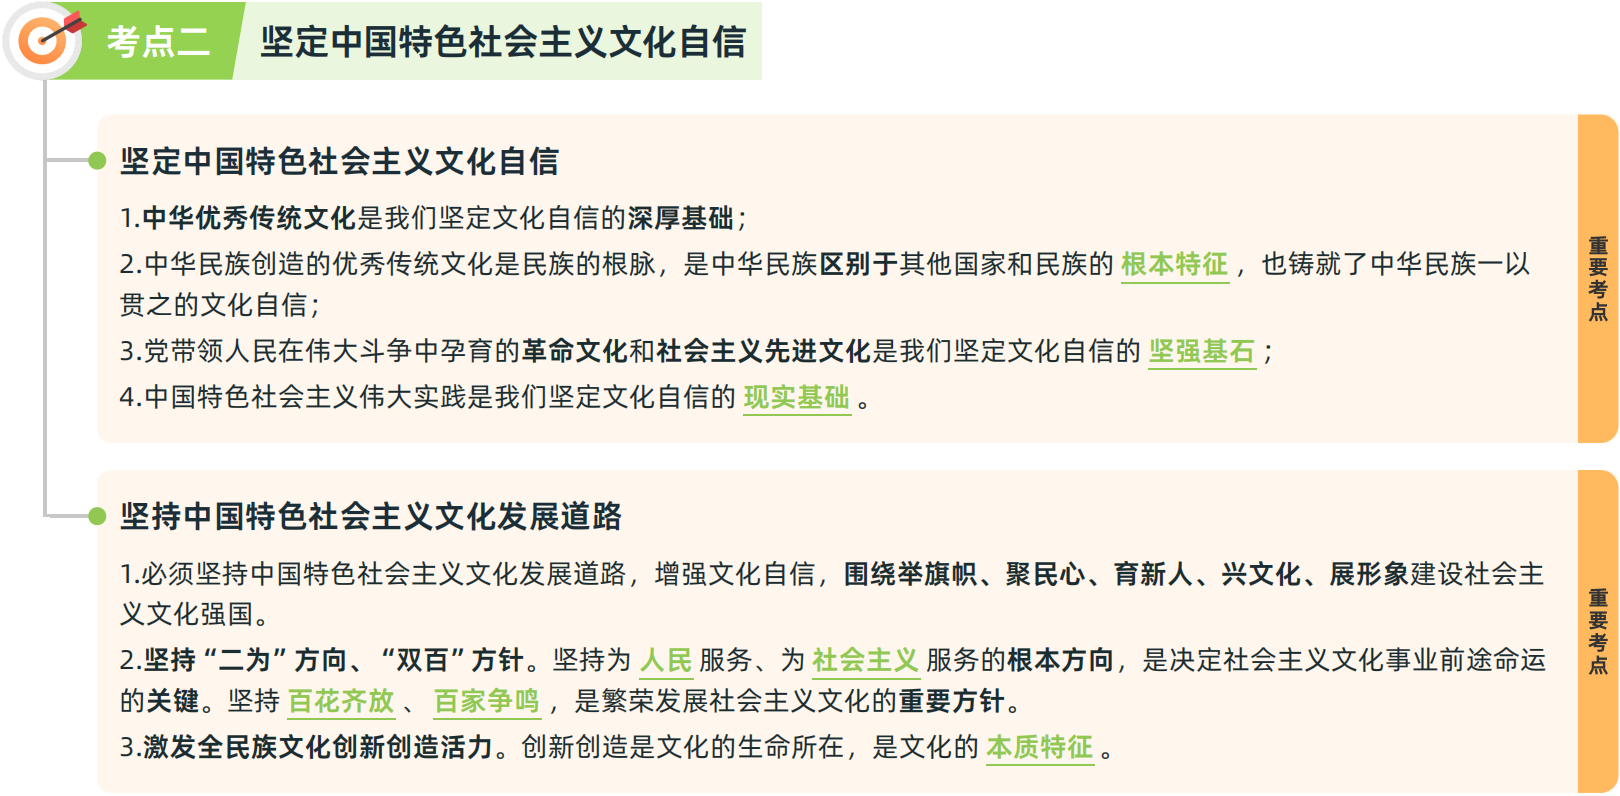 考点二 坚定中国特色社会主义文化自信
坚定中国特色社会主义文化自信
1.中华优秀传统文化是我们坚定文化自信的深厚基础；
2.中华民族创造的优秀传统文化是民族的根脉，是中华民族区别于其他国家和民族的 根本特征 ，也铸就了中华民族一以
贯之的文化自信；
3.党带领人民在伟大斗争中孕育的革命文化和社会主义先进文化是我们坚定文化自信的 坚强基石 ；
4.中国特色社会主义伟大实践是我们坚定文化自信的 现实基础 。
重要考点
坚持中国特色社会主义文化发展道路
1.必须坚持中国特色社会主义文化发展道路，增强文化自信，围绕举旗帜、聚民心、育新人、兴文化、展形象建设社会主
义文化强国。
2.坚持“二为”方向、“双百”方针。坚持为 人民 服务、为 社会主义 服务的根本方向，是决定社会主义文化事业前途命运
的关键。坚持 百花齐放 、 百家争鸣 ，是繁荣发展社会主义文化的重要方针。
3.激发全民族文化创新创造活力。创新创造是文化的生命所在，是文化的 本质特征 。
重要考点